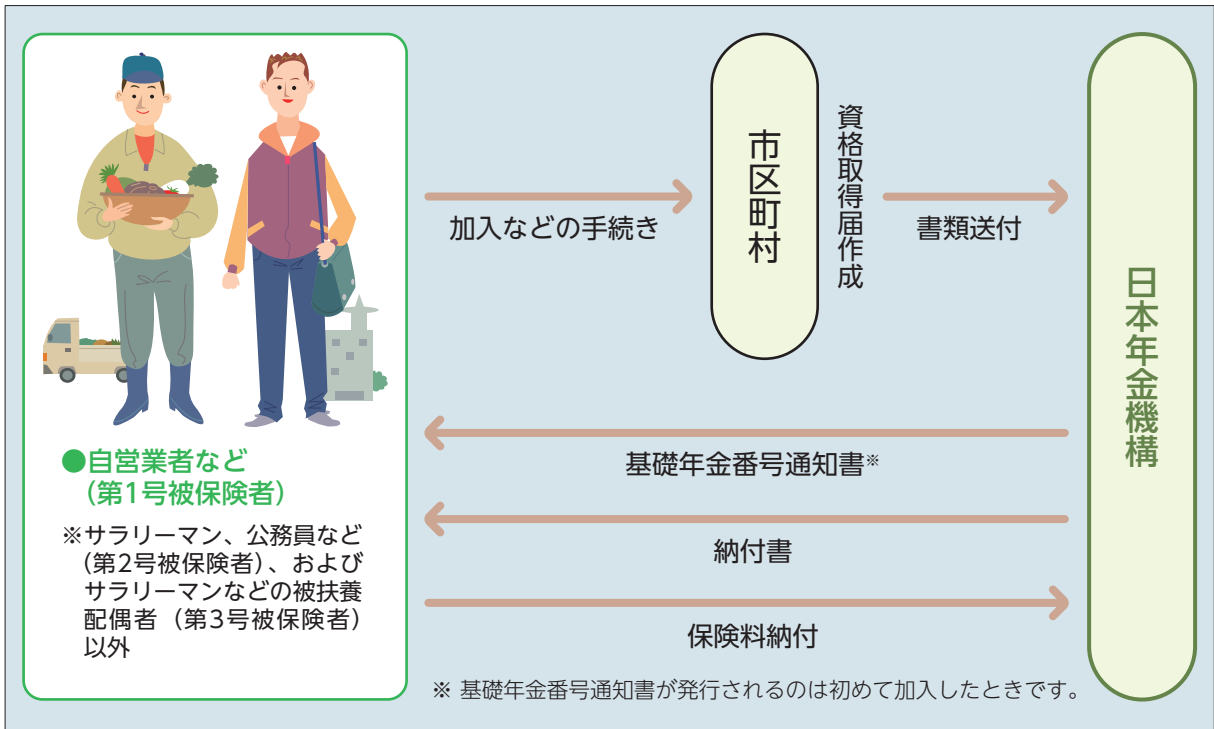 ●自営業者など
(第1号被保険者)
※サラリーマン、公務員など
(第2号被保険者)、および
サラリーマンなどの被扶養
配偶者(第3号被保険者)
以外
加入などの手続き
市区町村
資格取得届作成
書類送付
日本年金機構
基礎年金番号通知書※
納付書
保険料納付
※ 基礎年金番号通知書が発行されるのは初めて加入したときです。